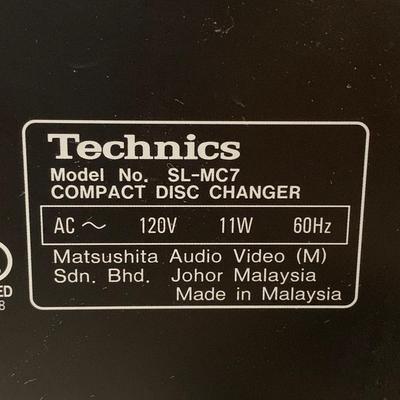 Technics
Model No. SL-MC7
COMPACT DISC CHANGER
AC ~ 120V 11W 60Hz
Matsushita Audio Video (M)
Sdn. Bhd. Johor Malaysia
Made in Malaysia